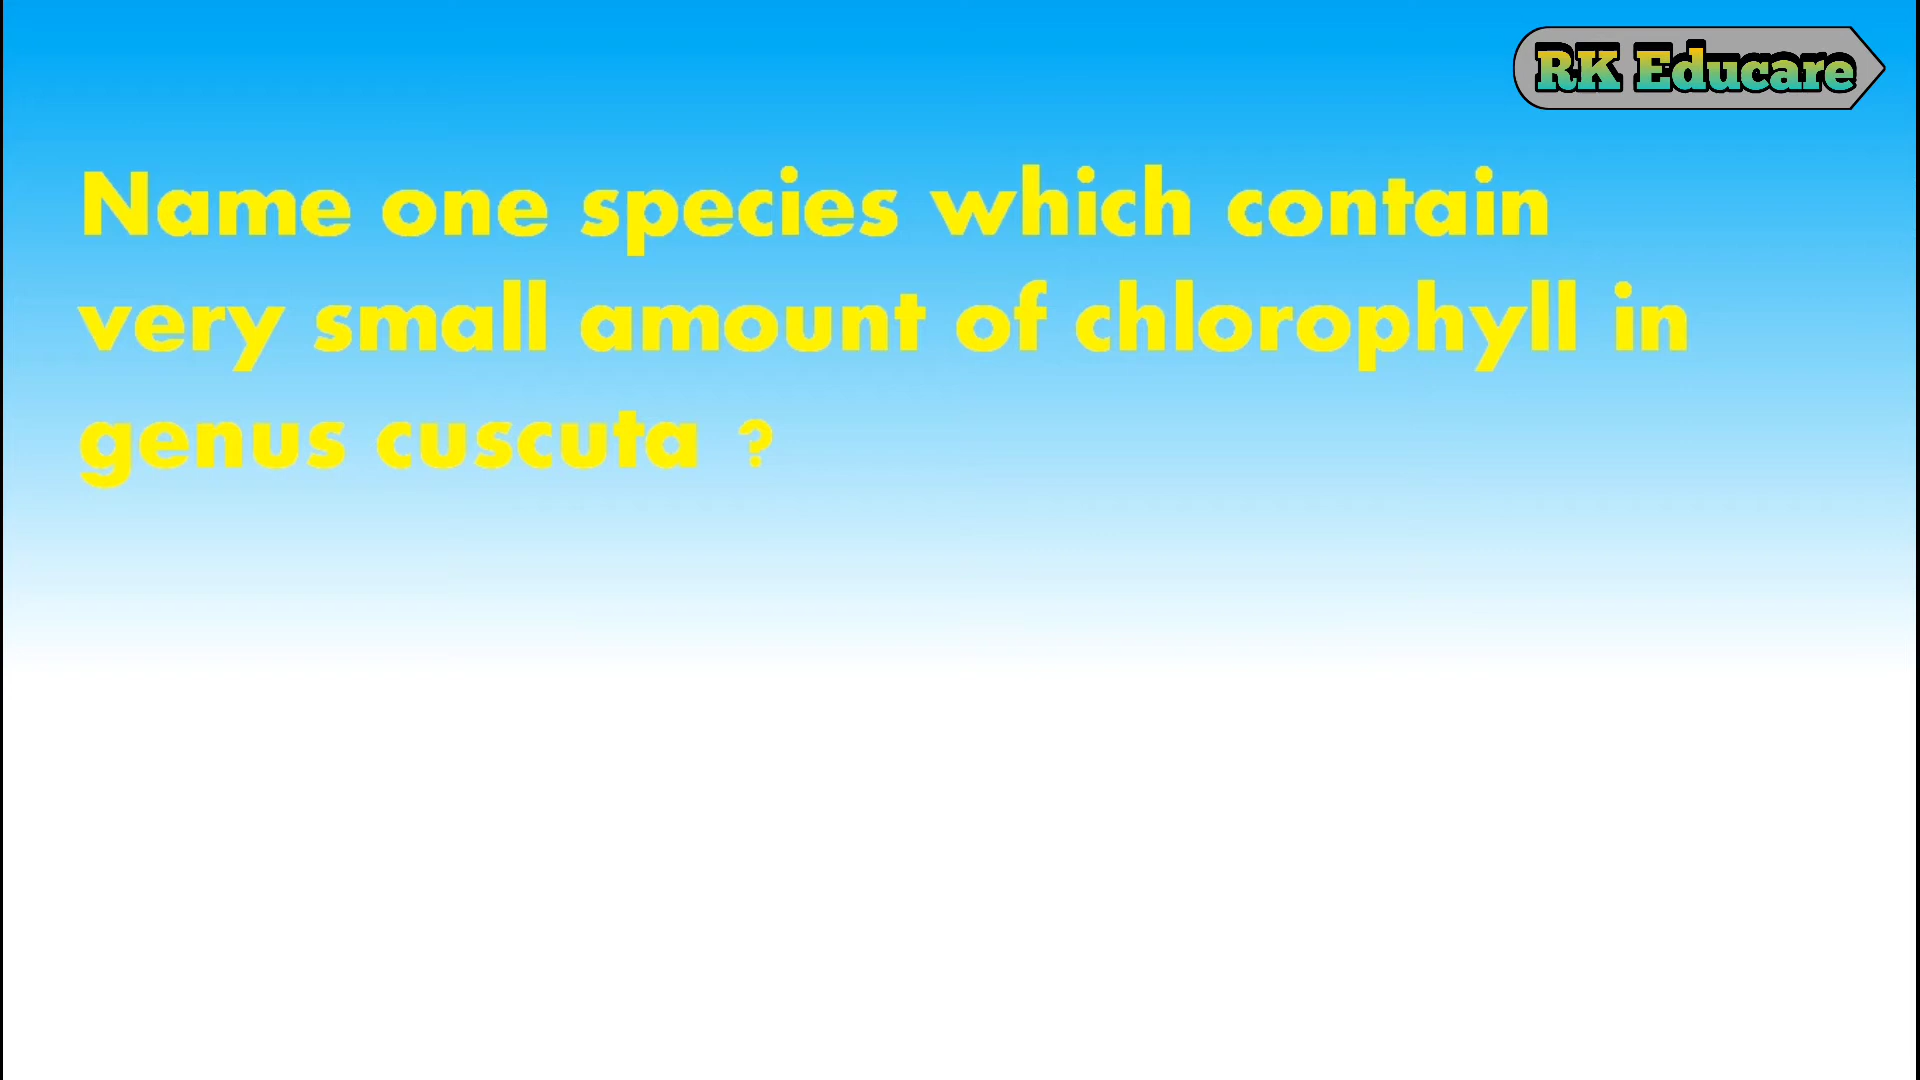 RK Educare
Name one species which contain
very small amount of chlorophyll in
genus cuscuta ?